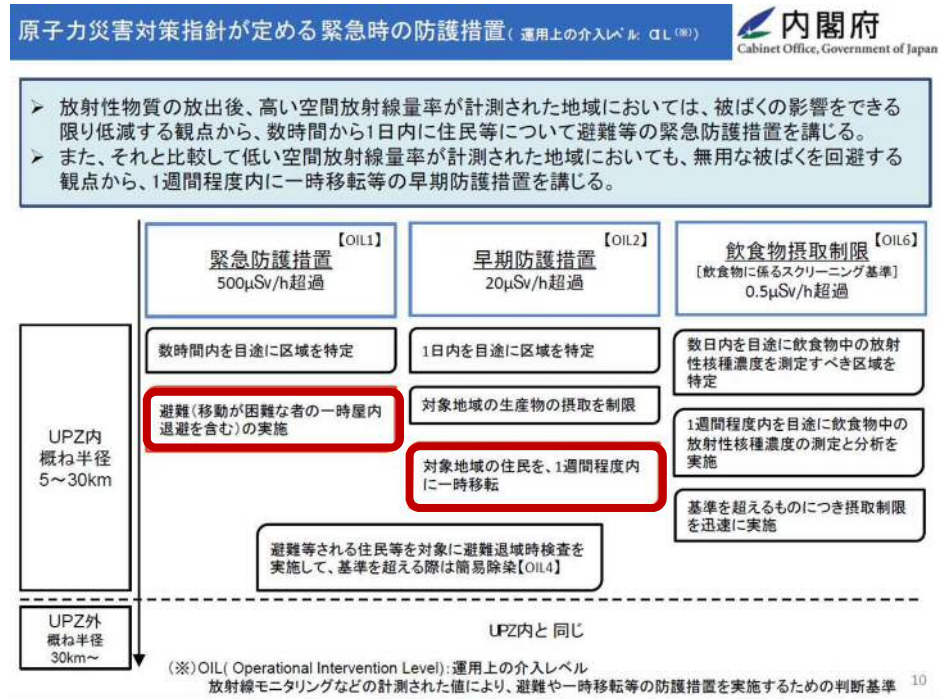 原子力災害対策指針が定める緊急時の防護措置( 運用上の介入レベル: OIL(※))
内閣府
Cabinet Office, Government of Japan
➢ 放射性物質の放出後、高い空間放射線量率が計測された地域においては、被ばくの影響をできる
限り低減する観点から、数時間から1日内に住民等について避難等の緊急防護措置を講じる。
➢ また、それと比較して低い空間放射線量率が計測された地域においても、無用な被ばくを回避する
観点から、1週間程度内に一時移転等の早期防護措置を講じる。
【OIL1】
緊急防護措置
500μSv/h超過
【OIL2】
早期防護措置
20μSv/h超過
【OIL6】
飲食物摂取制限
[飲食物に係るスクリーニング基準]
0.5μSv/h超過
UPZ内
概ね半径
5～30km
数時間内を目途に区域を特定
避難(移動が困難な者の一時屋内
退避を含む)の実施
1日内を目途に区域を特定
対象地域の生産物の摂取を制限
対象地域の住民を、1週間程度内
に一時移転
数日内を目途に飲食物中の放射
性核種濃度を測定すべき区域を
特定
1週間程度内を目途に飲食物中の
放射性核種濃度の測定と分析を
実施
基準を超えるものにつき摂取制限
を迅速に実施
避難等される住民等を対象に避難退域時検査を
実施して、基準を超える際は簡易除染【OIL4】
UPZ外
概ね半径
30km～
UPZ内と同じ
(※)OIL( Operational Intervention Level):運用上の介入レベル
放射線モニタリングなどの計測された値により、避難や一時移転等の防護措置を実施するための判断基準
10